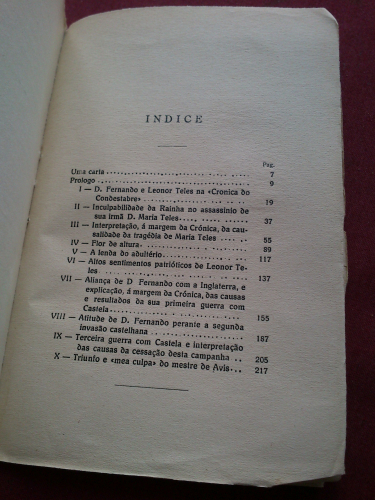 INDICE
Pag.
Uma carta . . . . . . . . . . 7
Prologo . . . . . . . . . . 9
I — D. Fernando e Leonor Teles na «Cronica do
Condestabre» . . . . . . . . 19
II — Inculpabilidade da Rainha no assassínio de
sua irmã D. Maria Teles . . . . . . 37
III — Interpretação, á margem da Crónica, da cau-
salidade da tragédia de Maria Teles . . 55
IV — Flor de altura . . . . . . . . 89
V — A lenda do adultério . . . . . . . 117
VI — Altos sentimentos patrióticos de Leonor Te-
les . . . . . . . . . . 137
VII — Aliança de D Fernando com a Inglaterra, e
explicação, á margem da Crónica, das causas
e resultados da sua primeira guerra com
Castela . . . . . . . . . 155
VIII — Atitude de D. Fernando perante a segunda
invasão castelhana . . . . . . . 187
IX — Terceira guerra com Castela e interpretação
das causas da cessação desta campanha . . 205
X — Triunfo e «mea culpa» do mestre de Avis . . 217